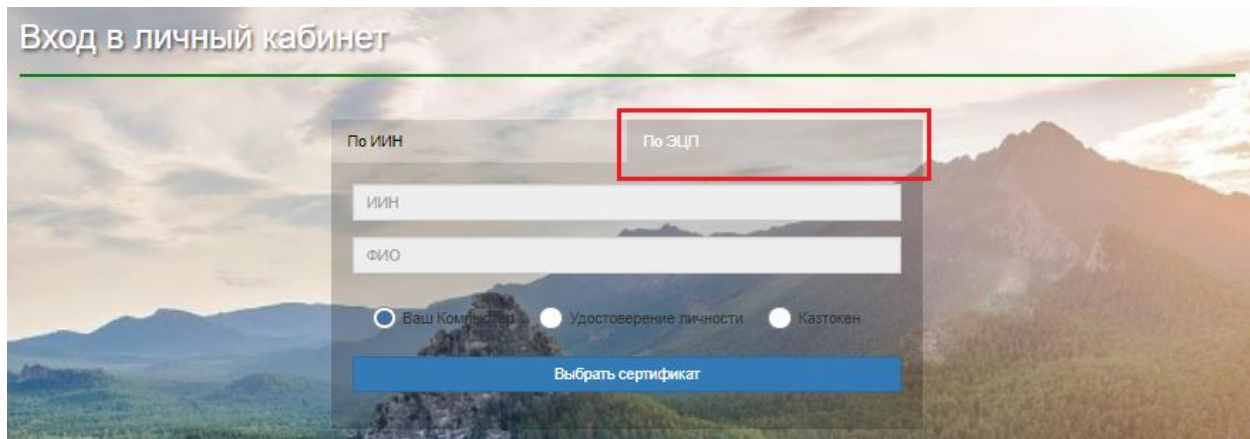 Вход в личный кабинет
По ИИН По ЭЦП
ИИН
ФИО
Ваш Компьютер Удостоверение личности Казтокен
Выбрать сертификат